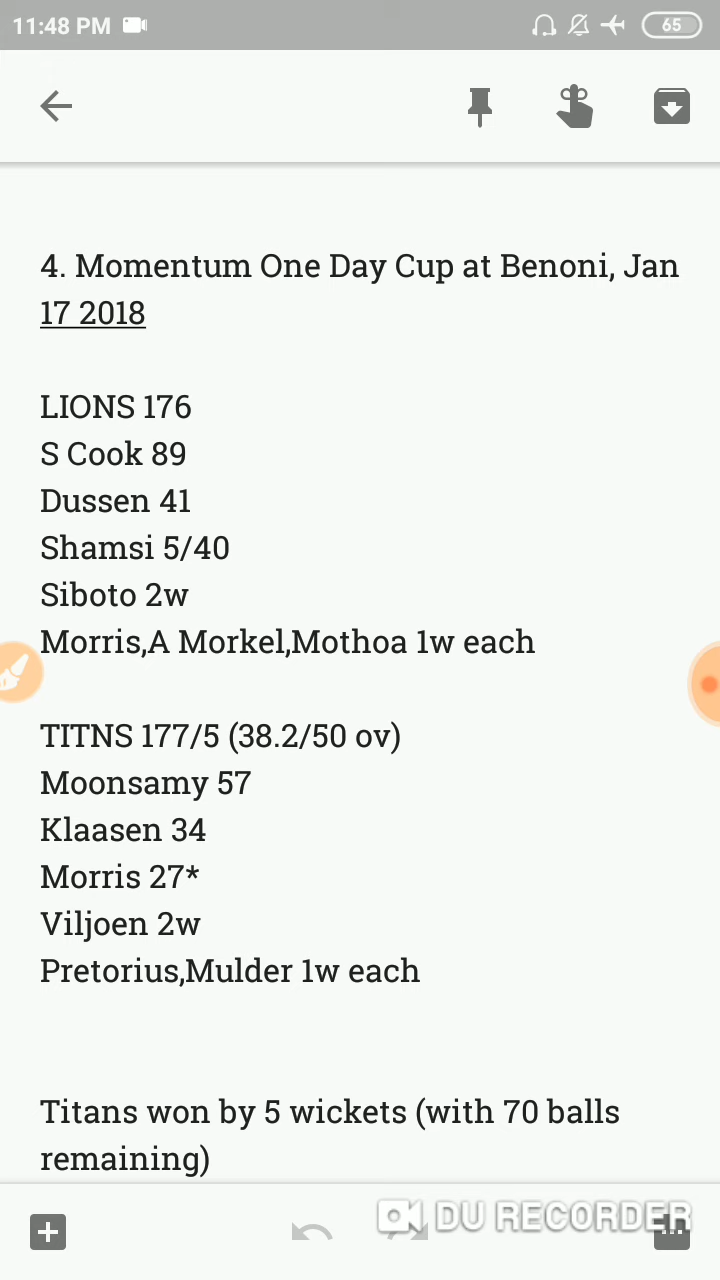 11:48 PM
65
4. Momentum One Day Cup at Benoni, Jan
17 2018
LIONS 176
S Cook 89
Dussen 41
Shamsi 5/40
Siboto 2w
Morris,A Morkel,Mothoa 1w each
TITNS 177/5 (38.2/50 ov)
Moonsamy 57
Klaasen 34
Morris 27*
Viljoen 2w
Pretorius,Mulder 1w each
Titans won by 5 wickets (with 70 balls
remaining)
DU RECORDER